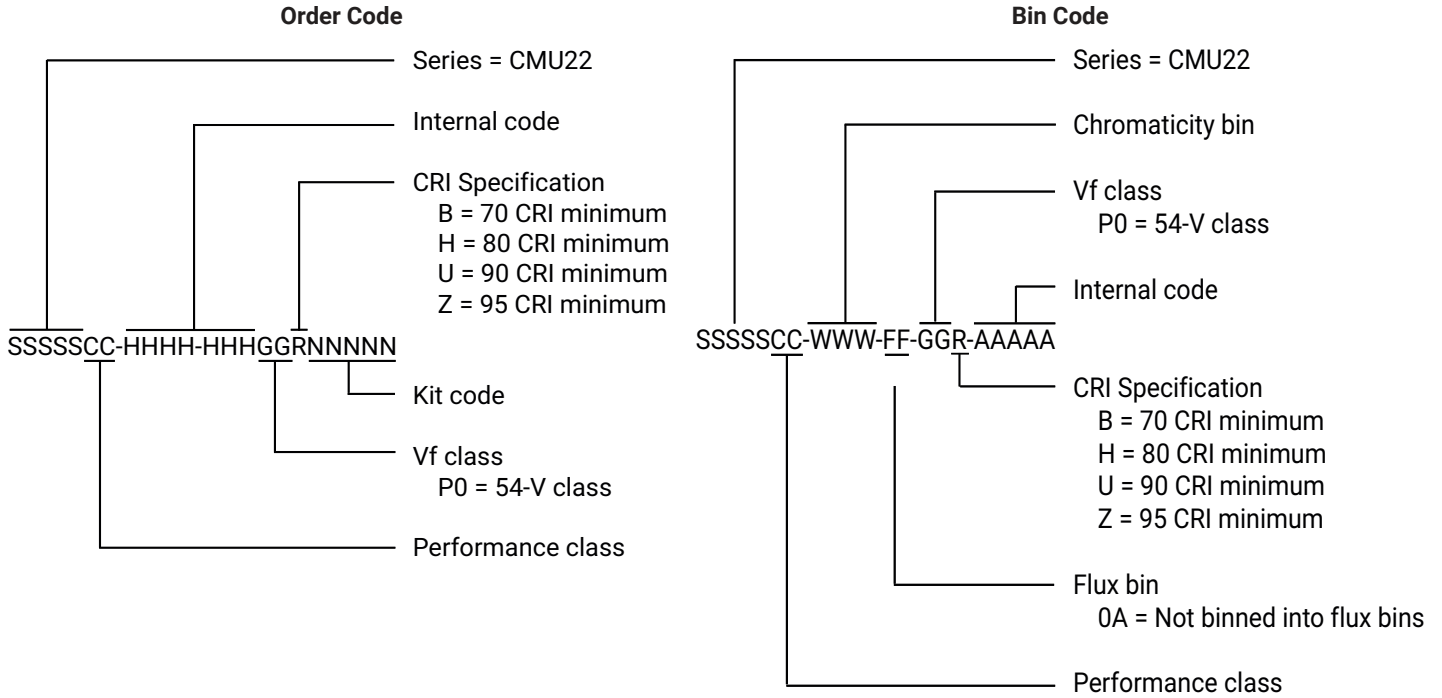 Order Code
Series = CMU22
Internal code
CRI Specification
B = 70 CRI minimum
H = 80 CRI minimum
U = 90 CRI minimum
Z = 95 CRI minimum
SSSSSCC-HHHH-HHHGGRNNNNN
Kit code
Vf class
P0 = 54-V class
Performance class
Bin Code
Series = CMU22
Chromaticity bin
Vf class
P0 = 54-V class
Internal code
SSSSSCC-WWW-FF-GGR-AAAAA
CRI Specification
B = 70 CRI minimum
H = 80 CRI minimum
U = 90 CRI minimum
Z = 95 CRI minimum
Flux bin
0A = Not binned into flux bins
Performance class